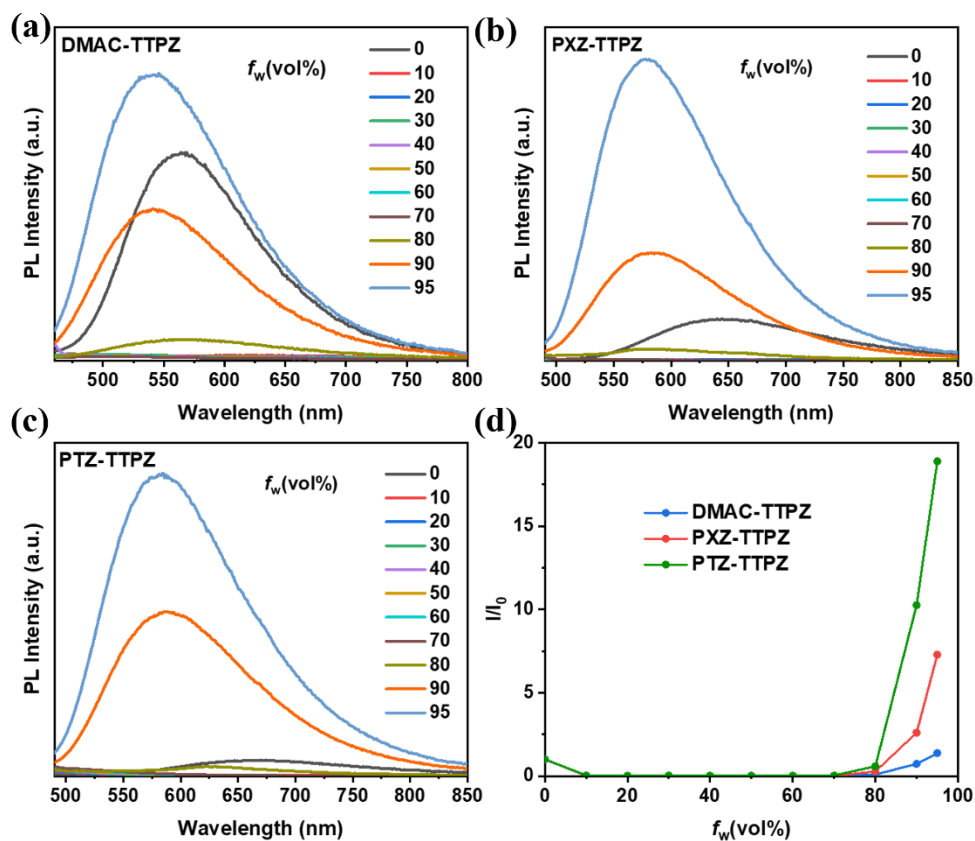 (a)
DMAC-TTPZ
fw(vol%)
0
10
20
30
40
50
60
70
80
90
95
PL Intensity (a.u.)
500 550 600 650 700 750 800
Wavelength (nm)
(b)
PXZ-TTPZ
fw(vol%)
0
10
20
30
40
50
60
70
80
90
95
PL Intensity (a.u.)
500 550 600 650 700 750 800 850
Wavelength (nm)
(c)
PTZ-TTPZ
fw(vol%)
0
10
20
30
40
50
60
70
80
90
95
PL Intensity (a.u.)
500 550 600 650 700 750 800 850
Wavelength (nm)
(d)
20
15
10
5
0
I/I0
DMAC-TTPZ
PXZ-TTPZ
PTZ-TTPZ
0 20 40 60 80 100
fw(vol%)